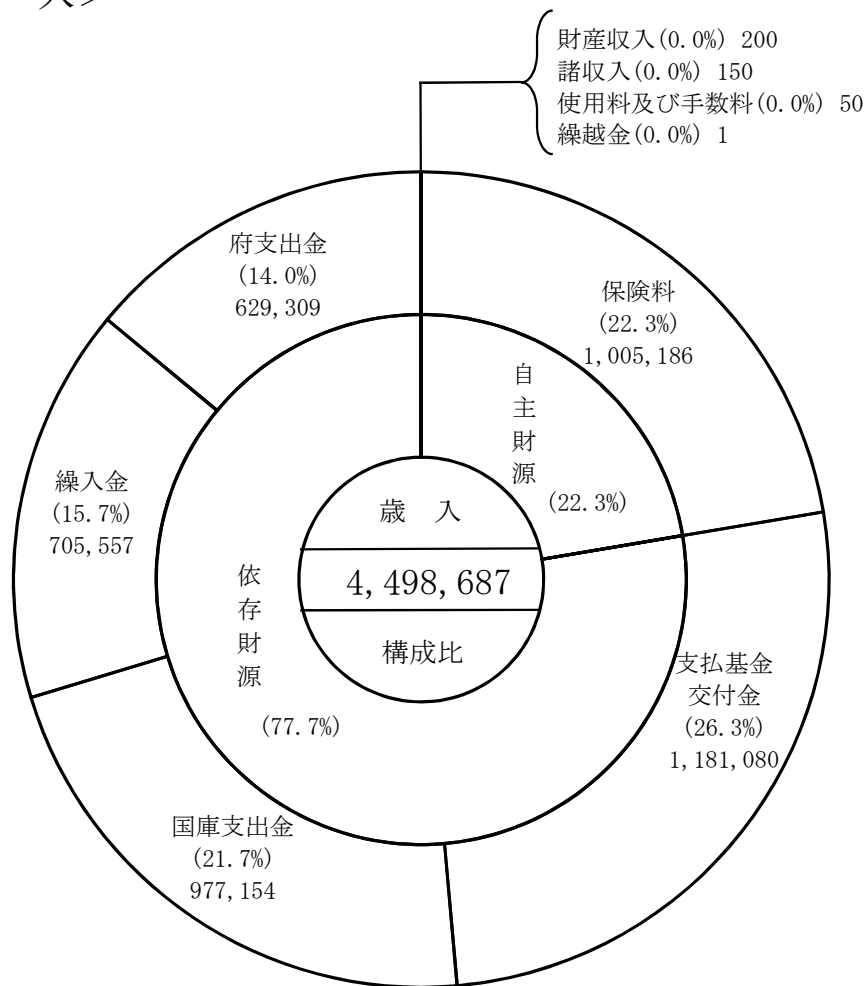 財産収入(0.0%) 200
諸収入(0.0%) 150
使用料及び手数料(0.0%) 50
繰越金(0.0%) 1
府支出金
(14.0%)
629,309
保険料
(22.3%)
1,005,186
自主財源
(22.3%)
繰入金
(15.7%)
705,557
歳 入
4,498,687
構成比
依存財源
(77.7%)
支払基金
交付金
(26.3%)
1,181,080
国庫支出金
(21.7%)
977,154